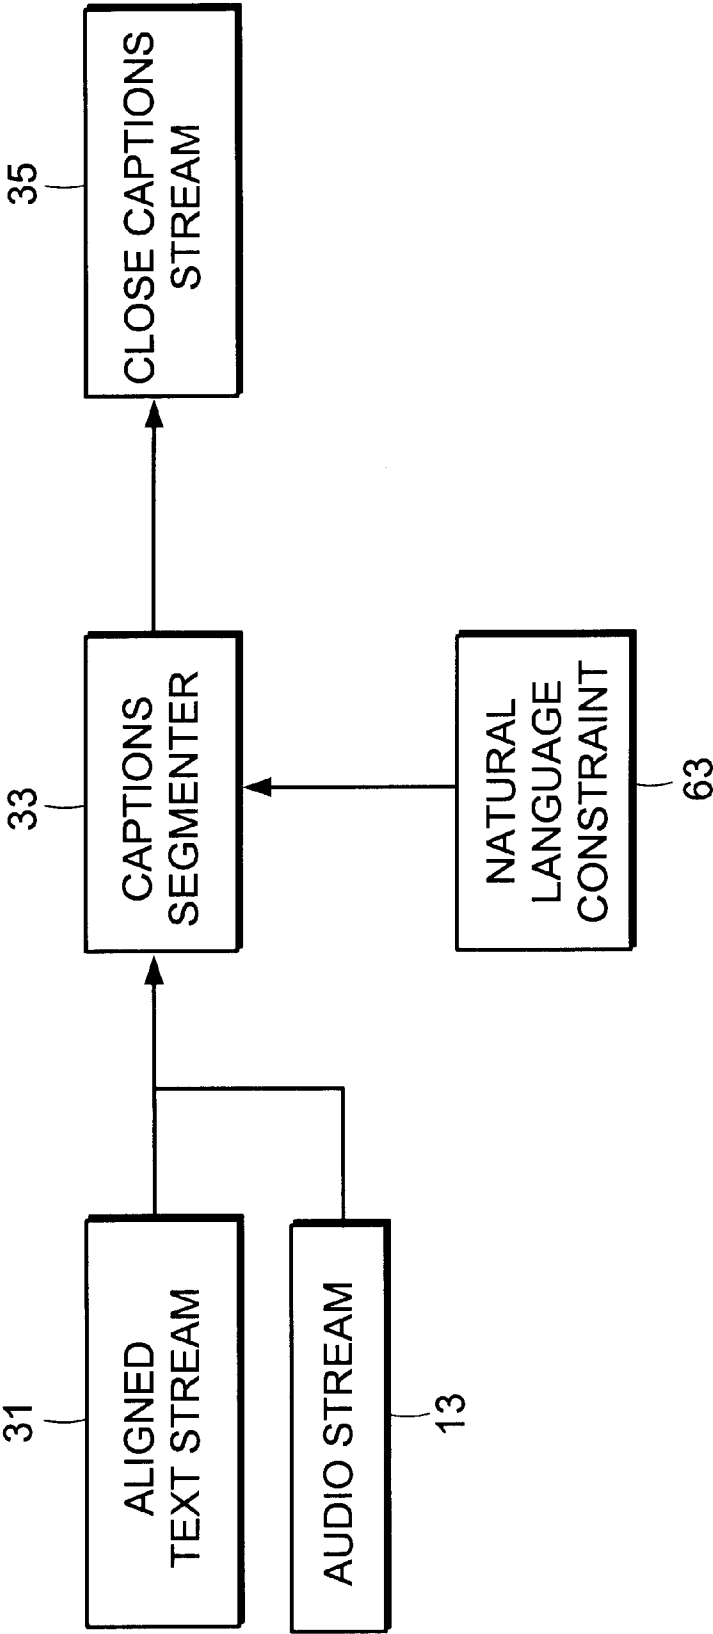 31
ALIGNED
TEXT STREAM
AUDIO STREAM
13
33
CAPTIONS
SEGMENTER
NATURAL
LANGUAGE
CONSTRAINT
63
35
CLOSE CAPTIONS
STREAM